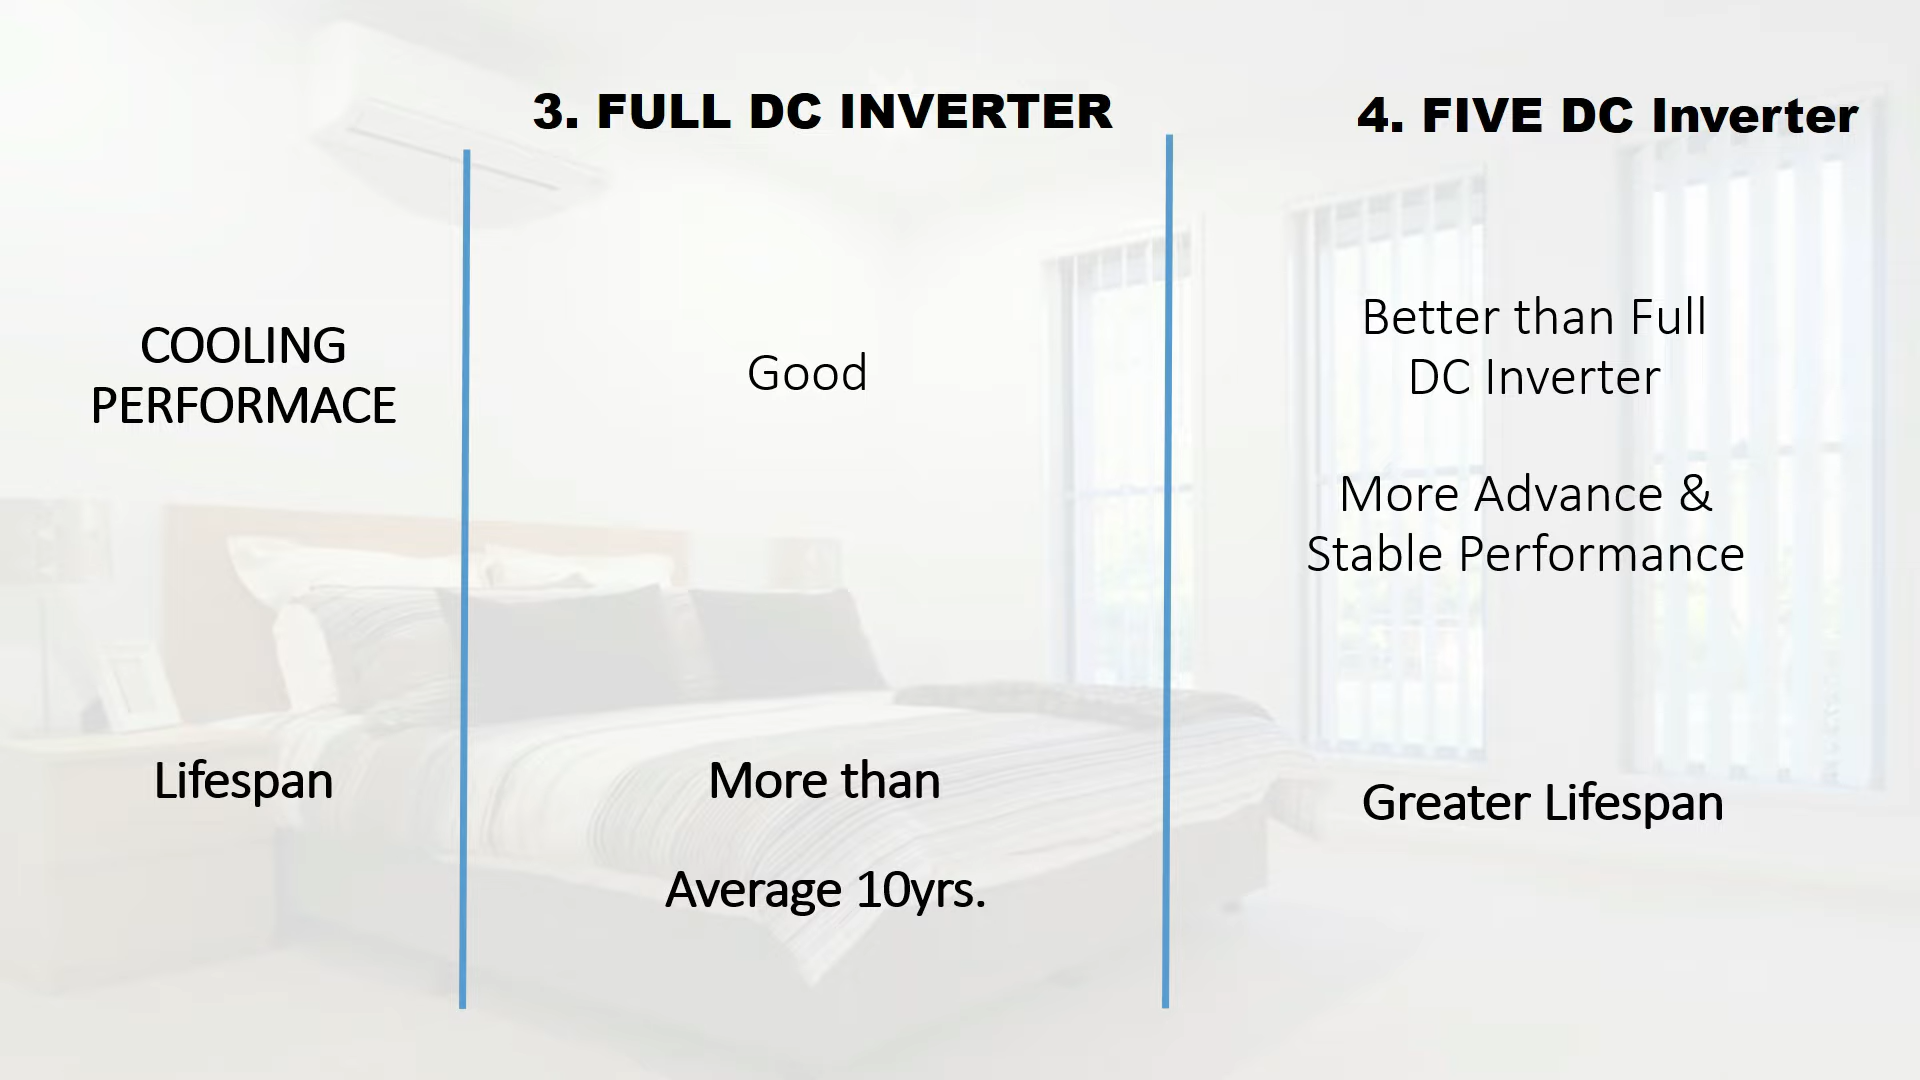 3. FULL DC INVERTER
4. FIVE DC Inverter
COOLING
PERFORMACE
Good
Better than Full
DC Inverter
More Advance &
Stable Performance
Lifespan
More than
Average 10yrs.
Greater Lifespan